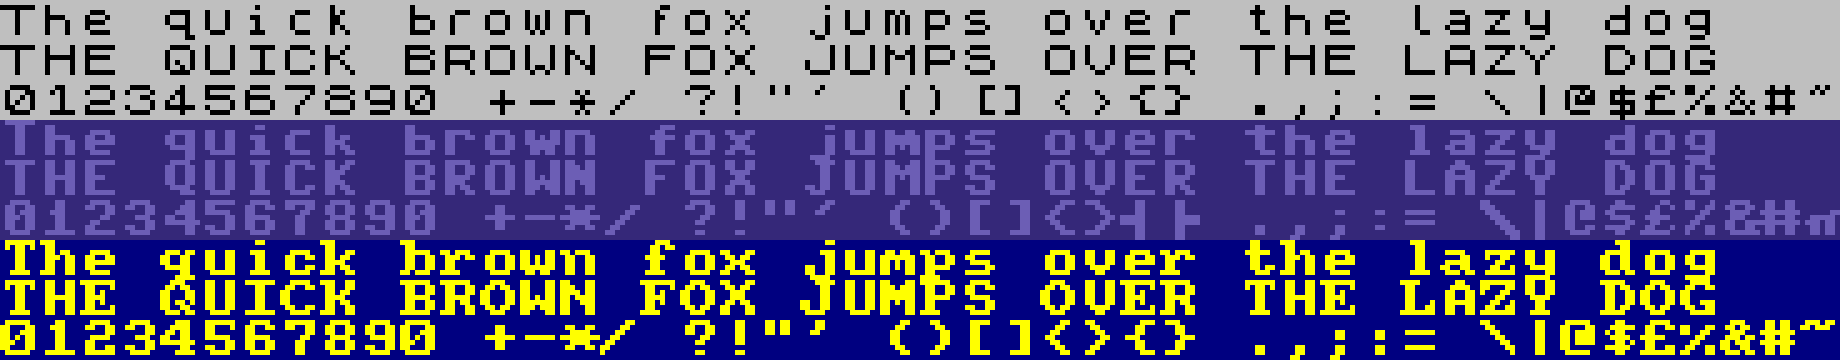 The quick brown fox jumps over the lazy dog
THE QUICK BROWN FOX JUMPS OVER THE LAZY DOG
01234567890 +-*/ ?!"´ () [] <>{} .,;:= \|@$£%&#~
The quick brown fox jumps over the lazy dog
THE QUICK BROWN FOX JUMPS OVER THE LAZY DOG
01234567890 +-*/ ?!"´ ()[]<>┤├ .,;:= \|@$£%&#
The quick brown fox jumps over the lazy dog
THE QUICK BROWN FOX JUMPS OVER THE LAZY DOG
01234567890 +-*/ ?!"´ ()[]<>{} .,;:= \|@$£%&#~